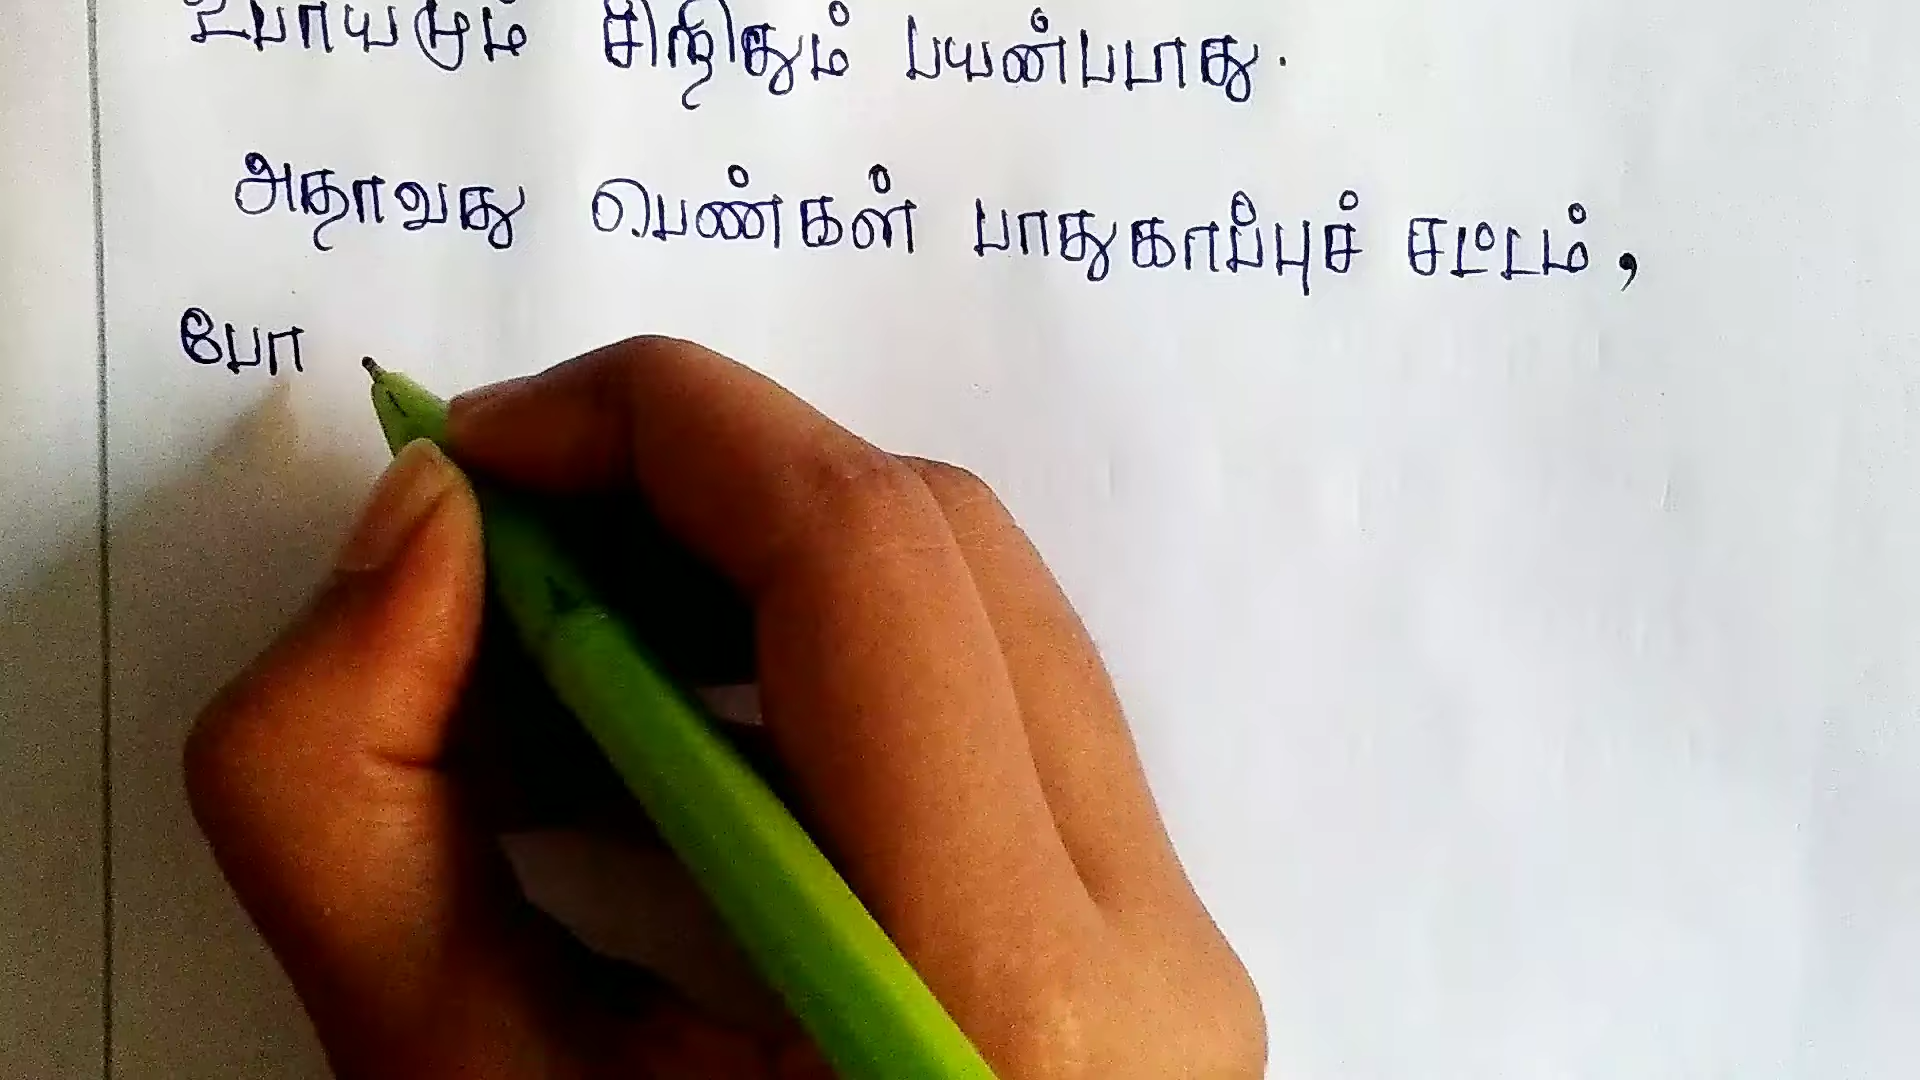 உபாயமும் சிறிதும் பயன்படாது.
அதாவது பெண்கள் பாதுகாப்புச் சட்டம்,
போ